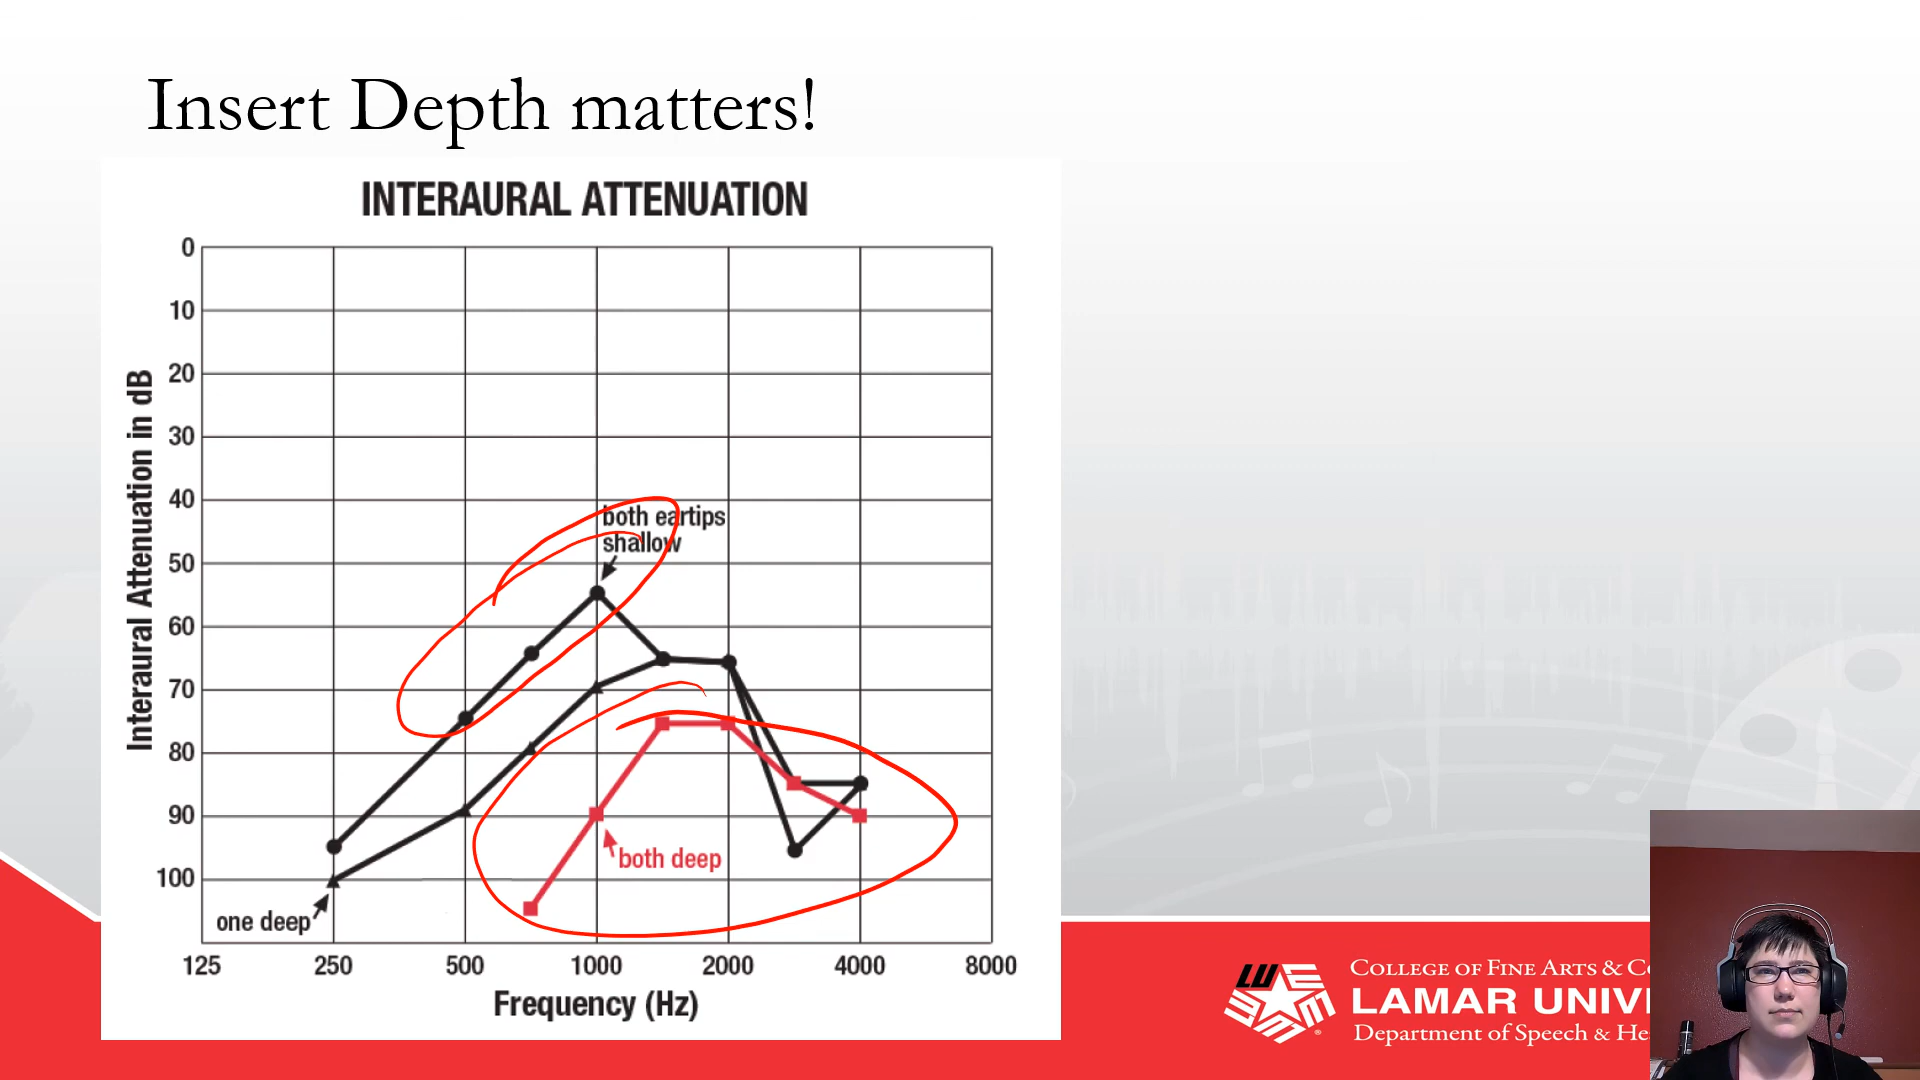 Insert Depth matters!
INTERAURAL ATTENUATION
Interaural Attenuation in dB
0
10
20
30
40
50
60
70
80
90
100
both eartips
shallow
both deep
one deep
125 250 500 1000 2000 4000 8000
Frequency (Hz)
LU
COLLEGE OF FINE ARTS & C
LAMAR UNIV
Department of Speech & He